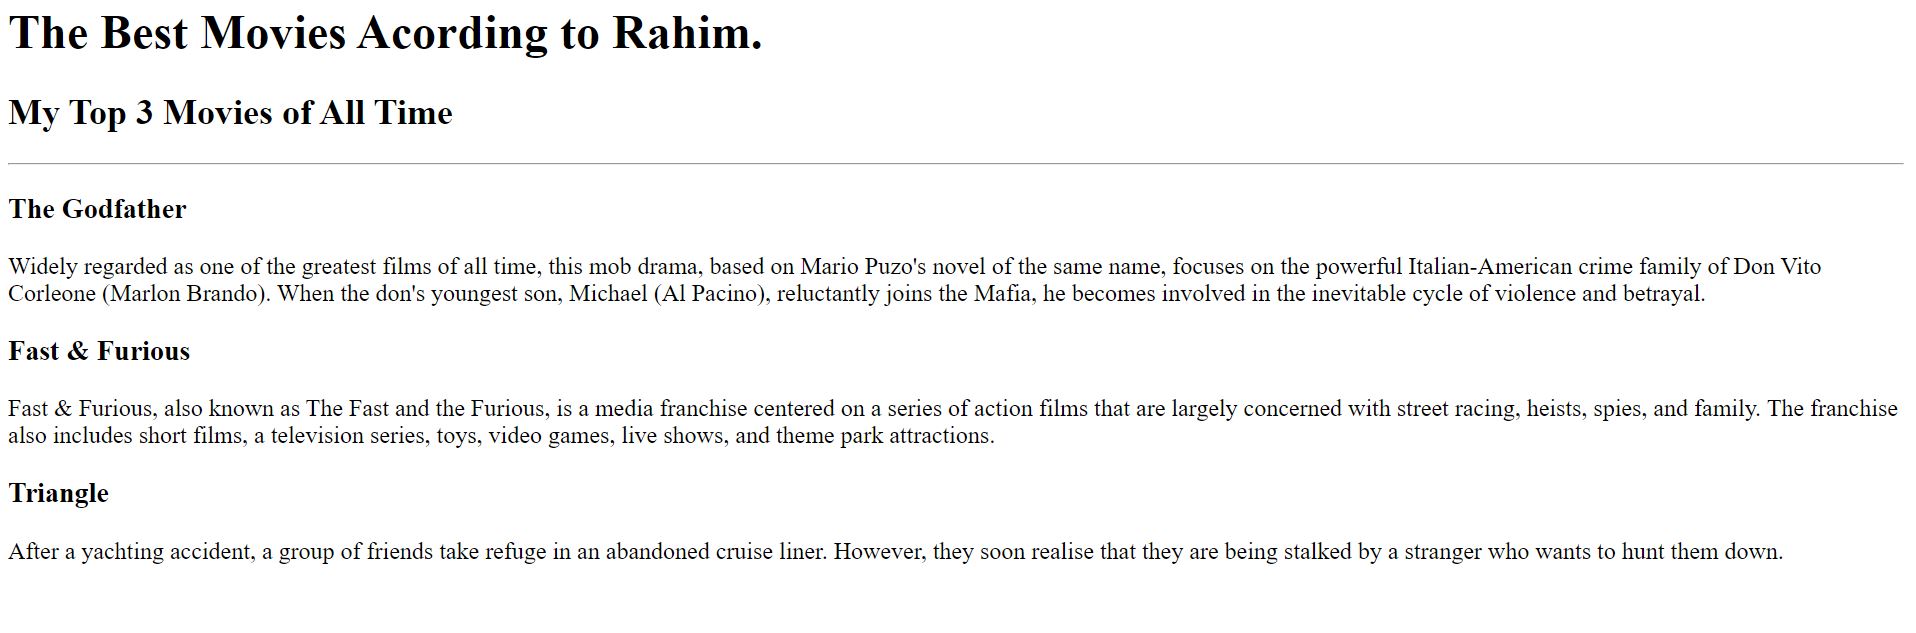 The Best Movies Acording to Rahim.
My Top 3 Movies of All Time
The Godfather
Widely regarded as one of the greatest films of all time, this mob drama, based on Mario Puzo's novel of the same name, focuses on the powerful Italian-American crime family of Don Vito
Corleone (Marlon Brando). When the don's youngest son, Michael (Al Pacino), reluctantly joins the Mafia, he becomes involved in the inevitable cycle of violence and betrayal.
Fast & Furious
Fast & Furious, also known as The Fast and the Furious, is a media franchise centered on a series of action films that are largely concerned with street racing, heists, spies, and family. The franchise
also includes short films, a television series, toys, video games, live shows, and theme park attractions.
Triangle
After a yachting accident, a group of friends take refuge in an abandoned cruise liner. However, they soon realise that they are being stalked by a stranger who wants to hunt them down.